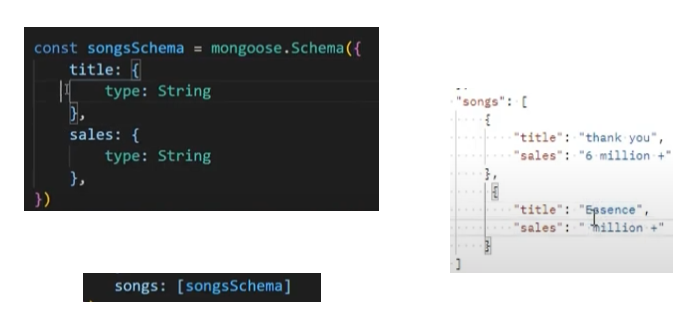 const songsSchema = mongoose.Schema({
title: {
type: String
},
sales: {
type: String
},
})
songs: [songsSchema]
"songs": [
{
"title": "thank you",
"sales": "6 million +"
},
{
"title": "Essence",
"sales": " million +"
}
]